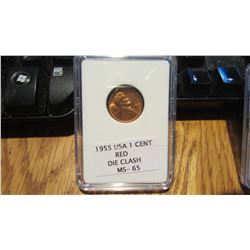 1955 USA 1 CENT
RED
DIE CLASH
MS-65